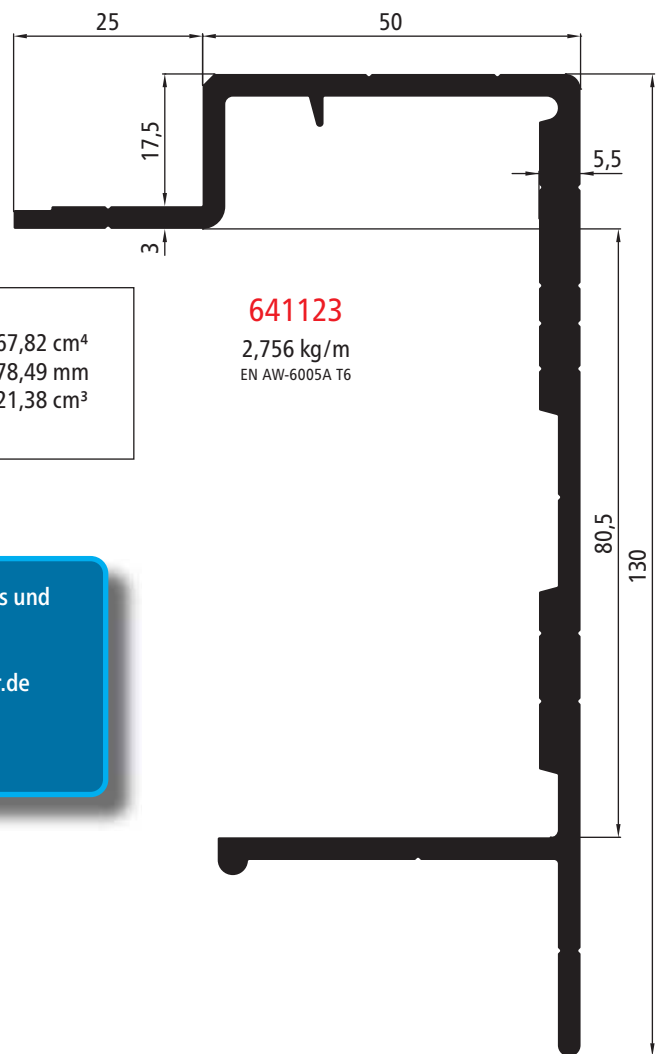 25
50
17,5
5,5
3
641123
2,756 kg/m
EN AW-6005A T6
67,82 cm⁴
78,49 mm
21,38 cm³
80,5
130
s und
r.de